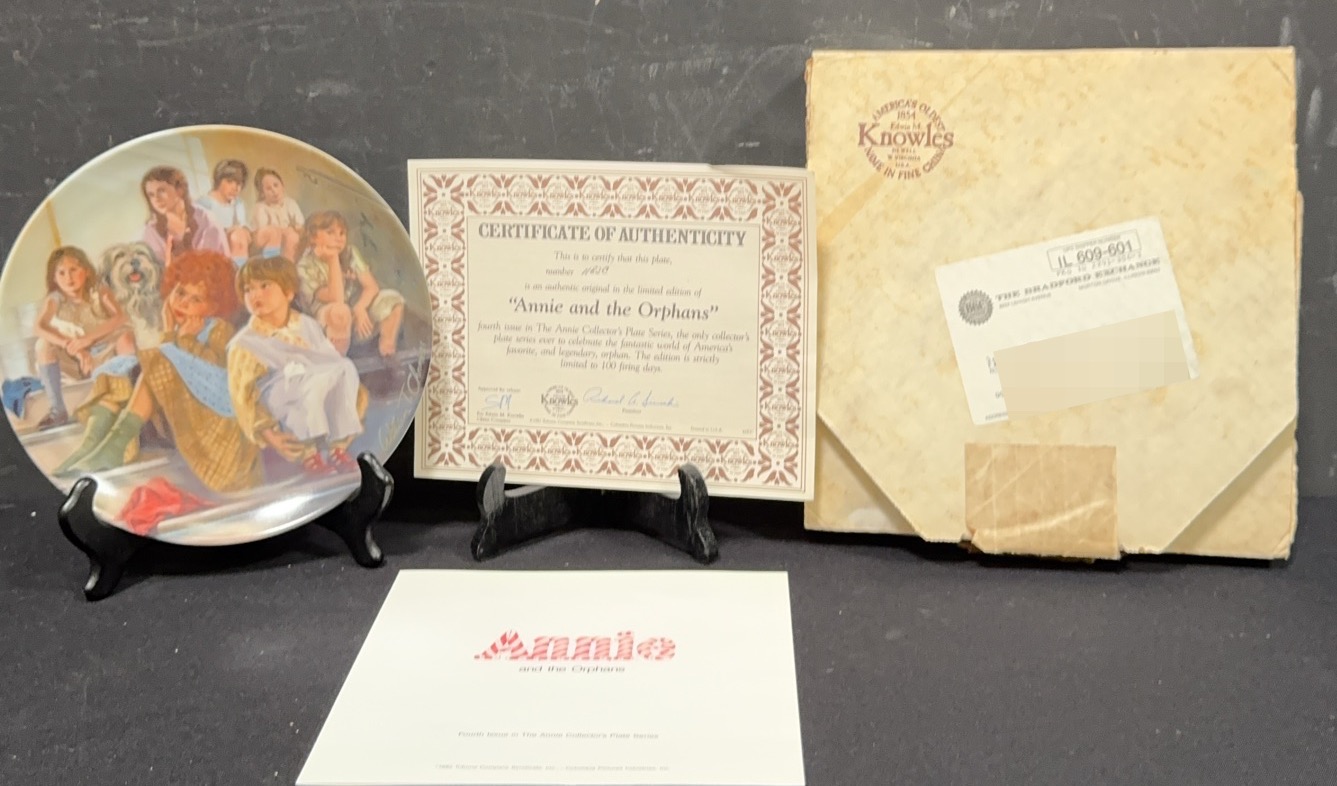 CERTIFICATE OF AUTHENTICITY
This is to certify that this plate,
number
is an authentic original in the limited edition of
"Annie and the Orphans"
fourth issue in The Annie Collector's Plate Series, the only collector's
plate series ever to celebrate the fantastic world of America's
favorite, and legendary, orphan. The edition is strictly
limited to 100 firing days.
Knowles
AMERICA'S OLDEST
1854
Edwin M.
Knowles
NEWELL
W. VIRGINIA
U.S.A.
NAME IN FINE CHINA
IL 609-601
THE BRADFORD EXCHANGE
Annie
and the Orphans
Fourth Issue in The Annie Collector's Plate Series